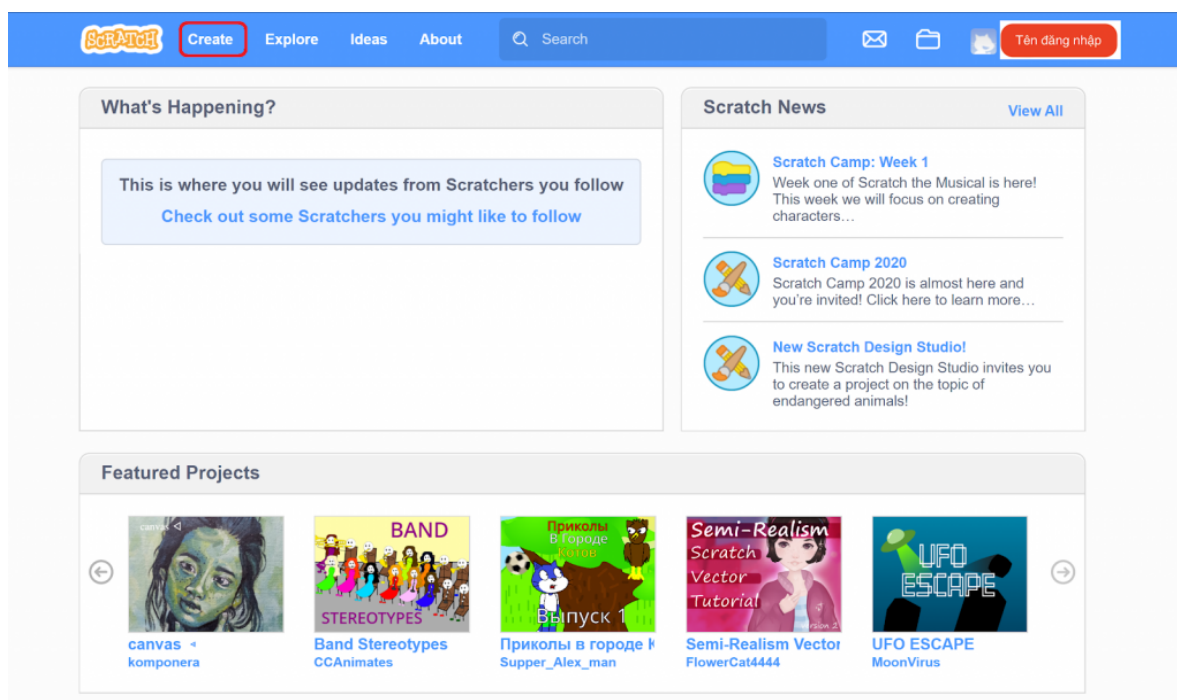 SCRATCH Create Explore Ideas About Search Tên đăng nhập
What's Happening?
This is where you will see updates from Scratchers you follow
Check out some Scratchers you might like to follow
Scratch News View All
Scratch Camp: Week 1
Week one of Scratch the Musical is here!
This week we will focus on creating
characters…
Scratch Camp 2020
Scratch Camp 2020 is almost here and
you're invited! Click here to learn more…
New Scratch Design Studio!
This new Scratch Design Studio invites you
to create a project on the topic of
endangered animals!
Featured Projects
canvas ◁
BAND
STEREOTYPES
Приколы
В Городе
Котов
Выпуск 1
Semi-Realism
Scratch
Vector
Tutorial
version 2
UFO
ESCAPE
canvas ◁ Band Stereotypes Приколы в городе К Semi-Realism Vector UFO ESCAPE
komponera CCAnimates Supper_Alex_man FlowerCat4444 MoonVirus